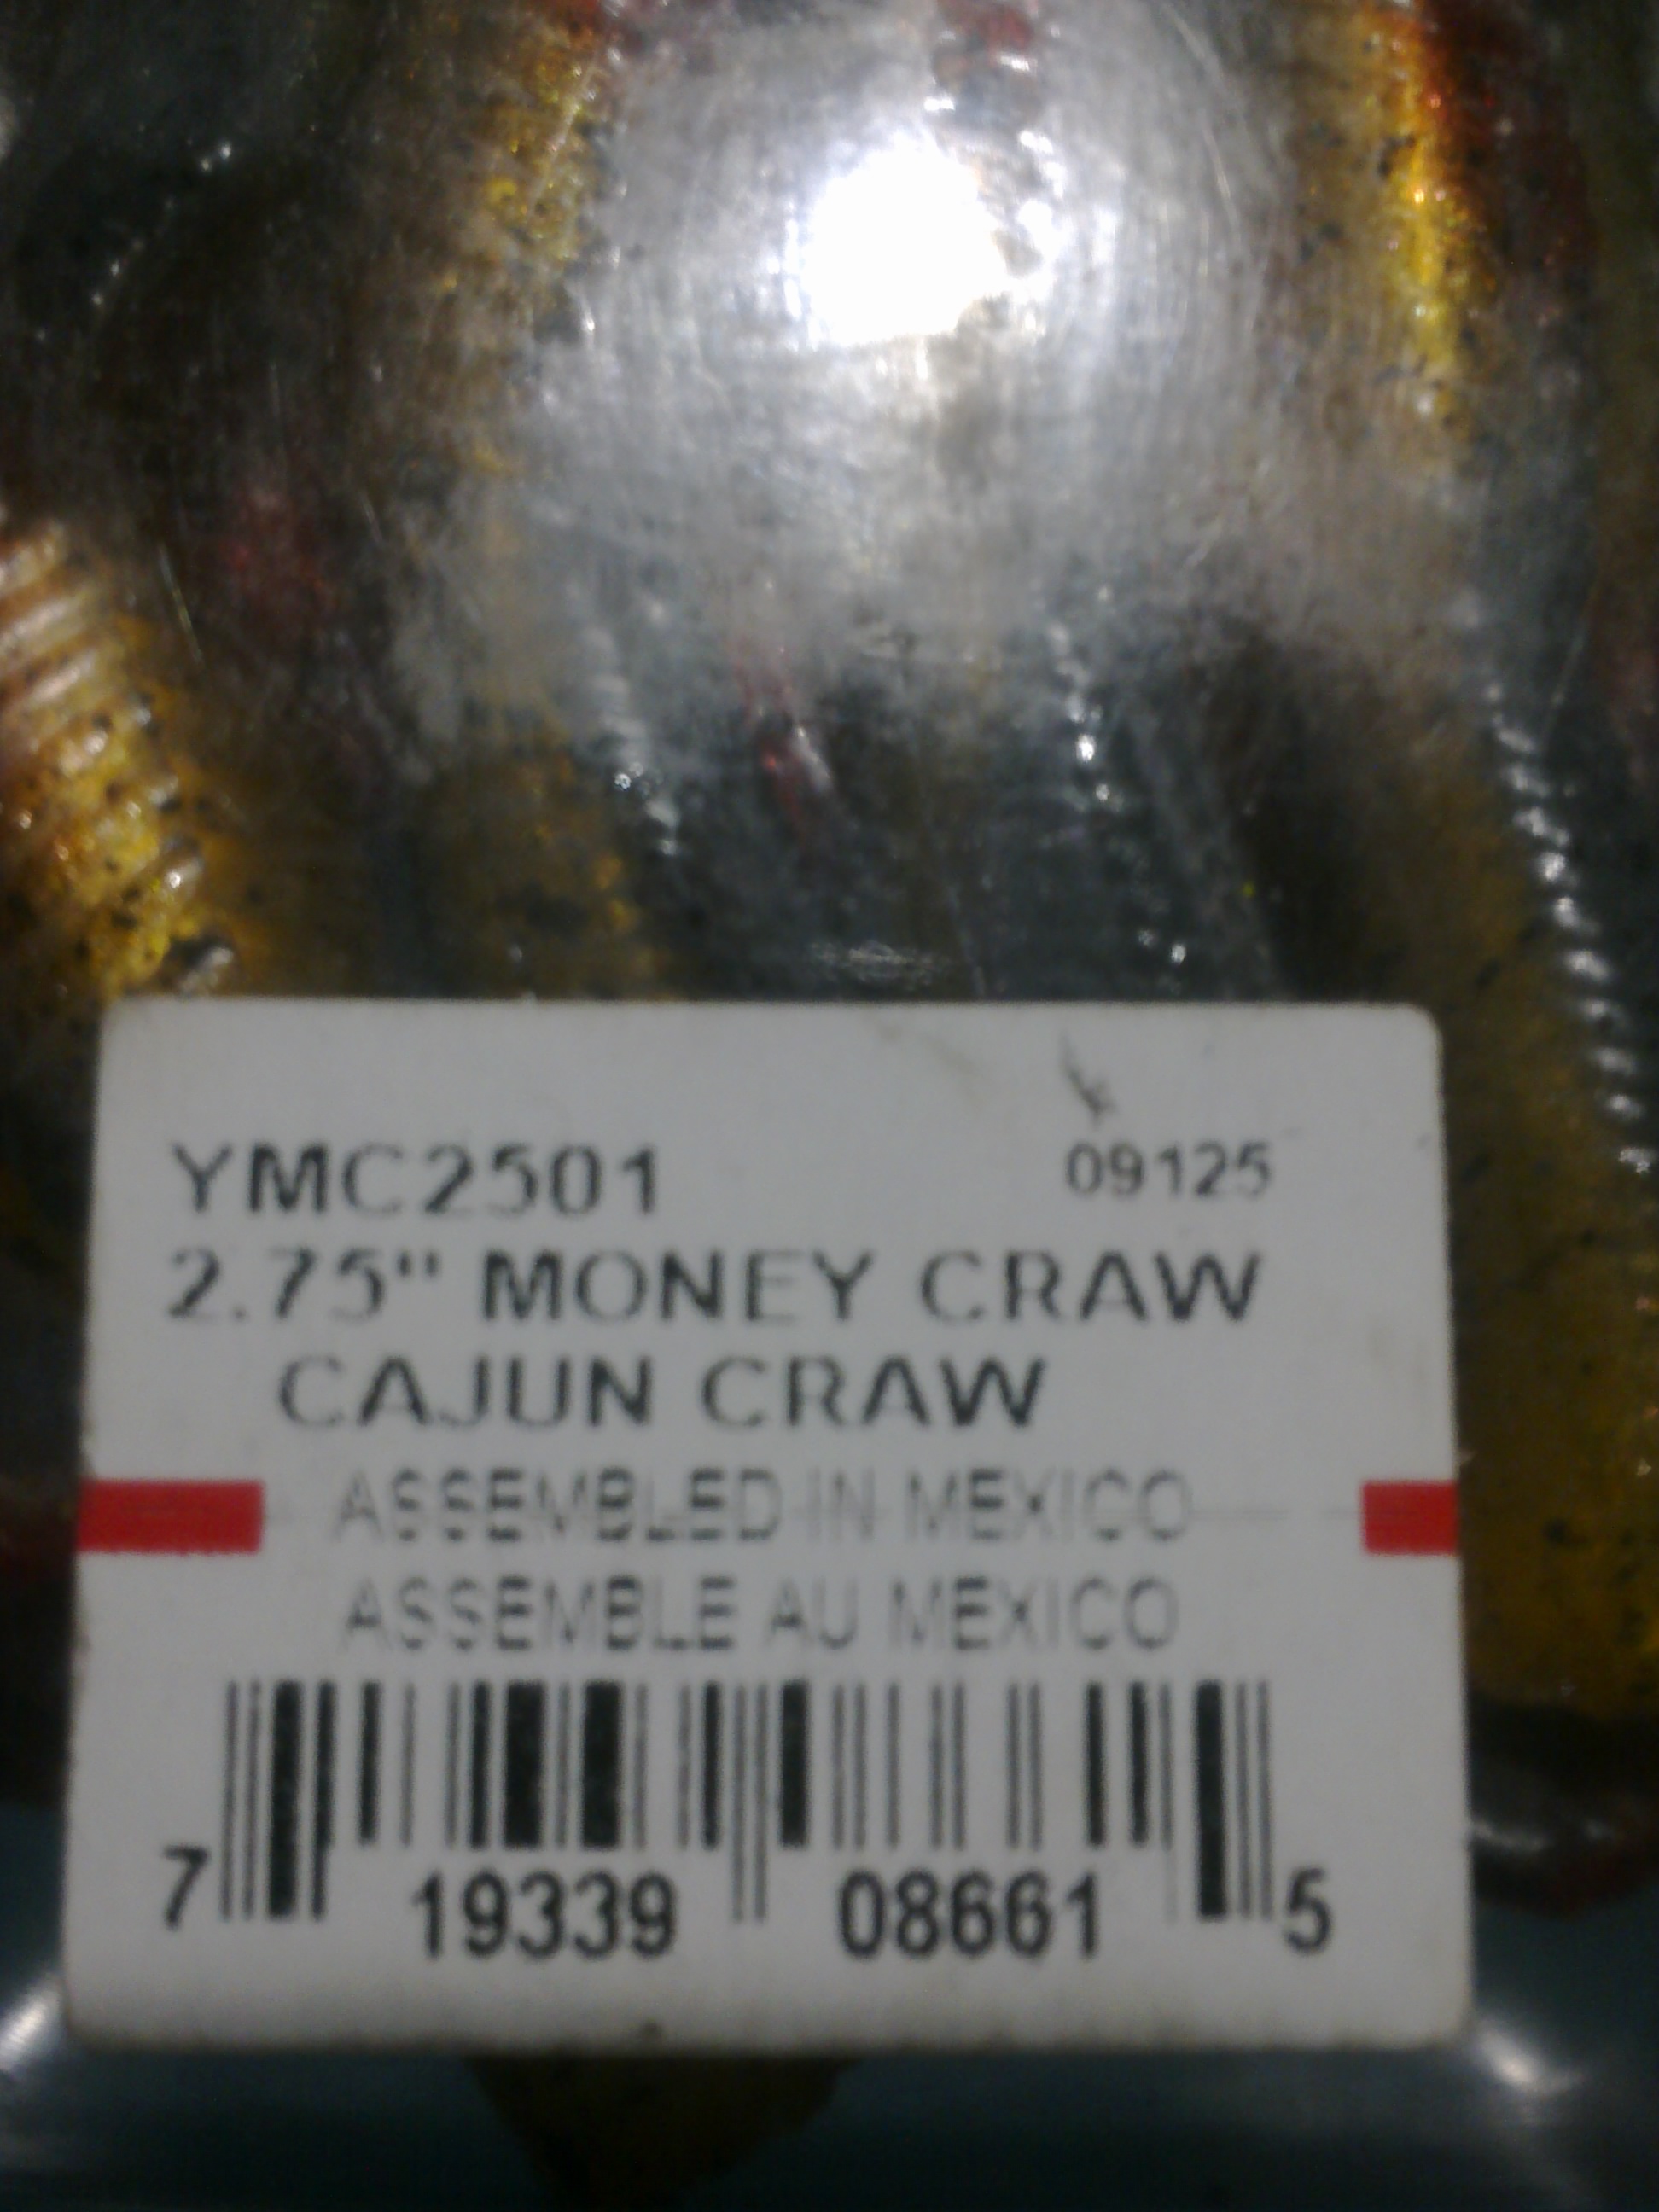 YMC2501 09125
2.75" MONEY CRAW
CAJUN CRAW
ASSEMBLED IN MEXICO
ASSEMBLE AU MEXICO
7 19339 08661 5